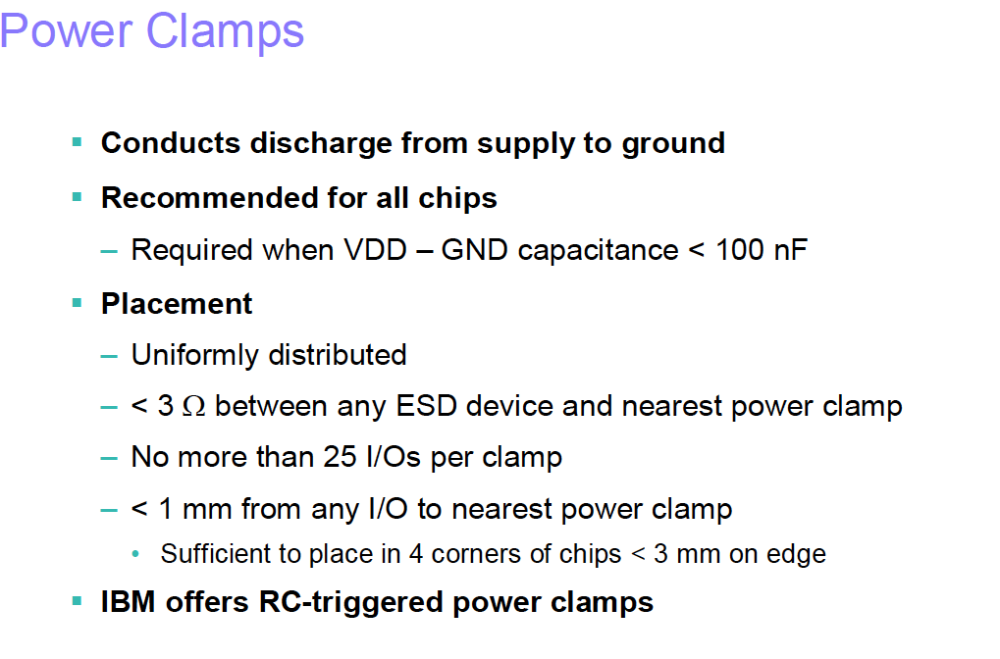 Power Clamps
▪ Conducts discharge from supply to ground
▪ Recommended for all chips
– Required when VDD – GND capacitance < 100 nF
▪ Placement
– Uniformly distributed
– < 3 Ω between any ESD device and nearest power clamp
– No more than 25 I/Os per clamp
– < 1 mm from any I/O to nearest power clamp
• Sufficient to place in 4 corners of chips < 3 mm on edge
▪ IBM offers RC-triggered power clamps